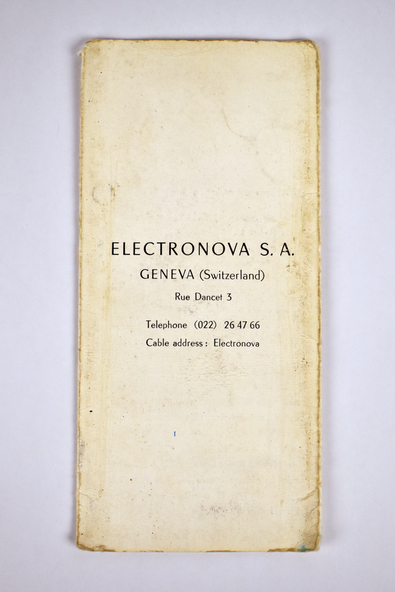 ELECTRONOVA S. A.
GENEVA (Switzerland)
Rue Dancet 3
Telephone (022) 26 47 66
Cable address : Electronova